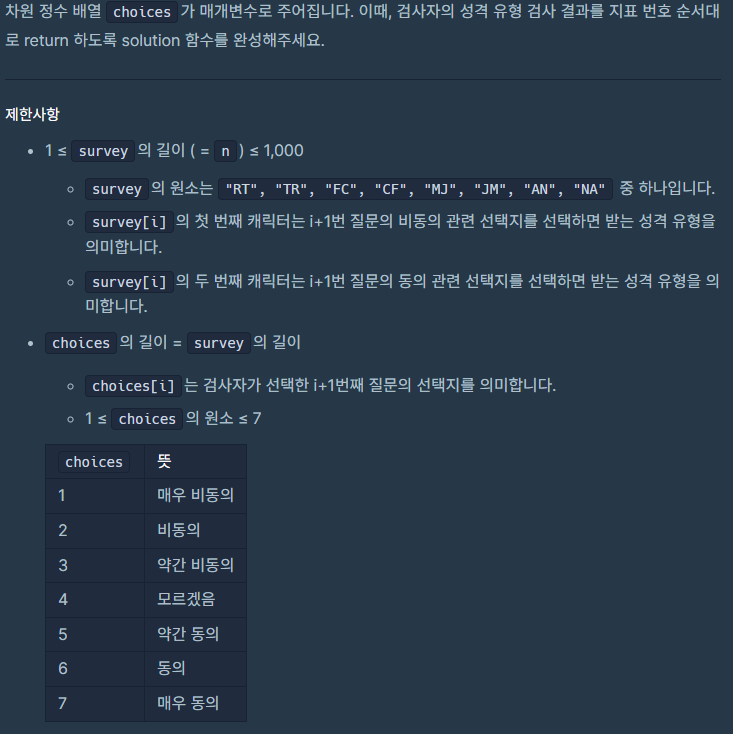 차원 정수 배열 choices 가 매개변수로 주어집니다. 이때, 검사자의 성격 유형 검사 결과를 지표 번호 순서대
로 return 하도록 solution 함수를 완성해주세요.
제한사항
• 1 ≤ survey 의 길이 ( = n ) ≤ 1,000
◦ survey 의 원소는 "RT", "TR", "FC", "CF", "MJ", "JM", "AN", "NA" 중 하나입니다.
◦ survey[i] 의 첫 번째 캐릭터는 i+1번 질문의 비동의 관련 선택지를 선택하면 받는 성격 유형을
의미합니다.
◦ survey[i] 의 두 번째 캐릭터는 i+1번 질문의 동의 관련 선택지를 선택하면 받는 성격 유형을 의
미합니다.
• choices 의 길이 = survey 의 길이
◦ choices[i] 는 검사자가 선택한 i+1번째 질문의 선택지를 의미합니다.
◦ 1 ≤ choices 의 원소 ≤ 7
choices 뜻
1 매우 비동의
2 비동의
3 약간 비동의
4 모르겠음
5 약간 동의
6 동의
7 매우 동의